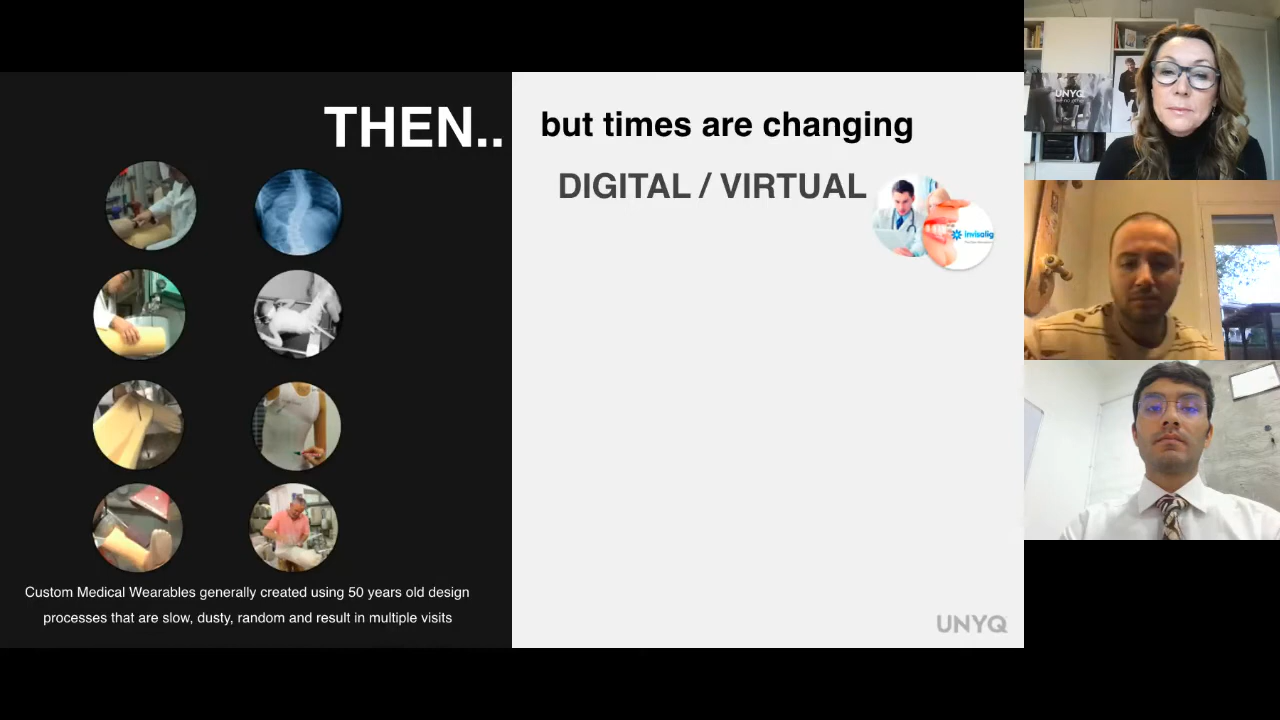 THEN..
Custom Medical Wearables generally created using 50 years old design
processes that are slow, dusty, random and result in multiple visits
but times are changing
DIGITAL / VIRTUAL
invisalig
UNYQ
UNYQ